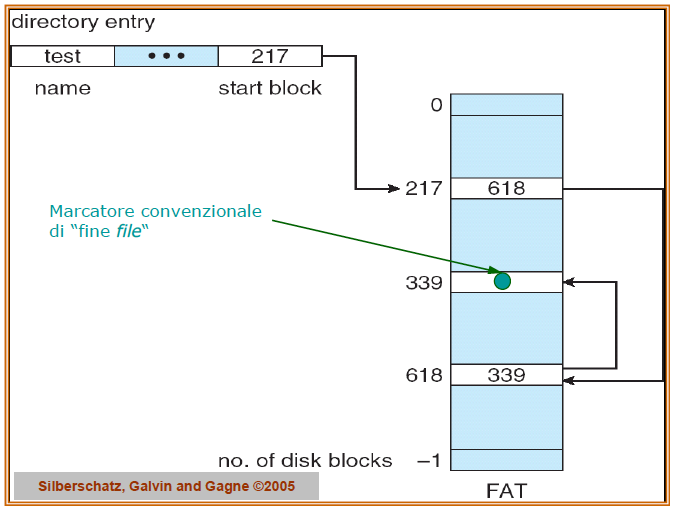 directory entry
test ••• 217
name start block
0
217 618
Marcatore convenzionale
di “fine file“
339
618 339
no. of disk blocks –1
Silberschatz, Galvin and Gagne ©2005
FAT